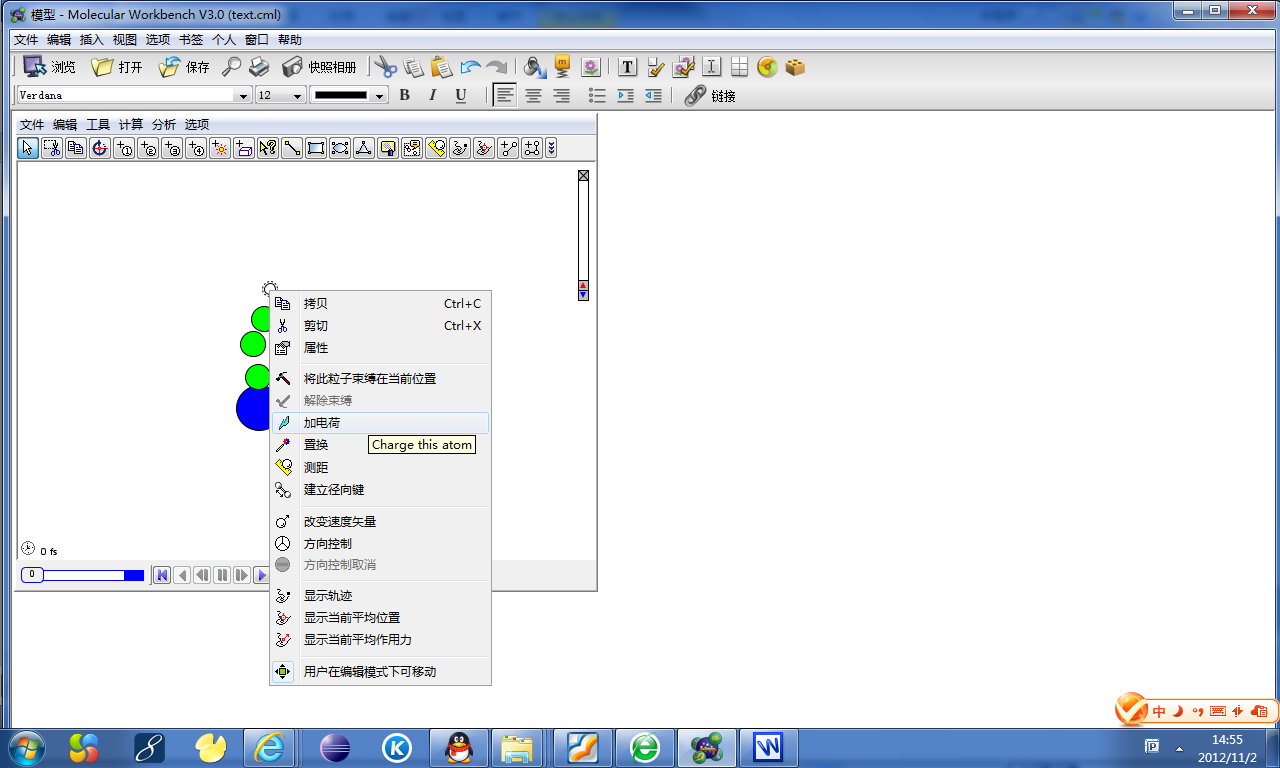 模型 - Molecular Workbench V3.0 (text.cml)
文件 编辑 插入 视图 选项 书签 个人 窗口 帮助
浏览 打开 保存 快照相册
Verdana 12 B I U 链接
文件 编辑 工具 计算 分析 选项
拷贝 Ctrl+C
剪切 Ctrl+X
属性
将此粒子束缚在当前位置
解除束缚
加电荷
置换
Charge this atom
测距
建立径向键
改变速度矢量
方向控制
0 fs
方向控制取消
0
显示轨迹
显示当前平均位置
显示当前平均作用力
用户在编辑模式下可移动
中
14:55
2012/11/2